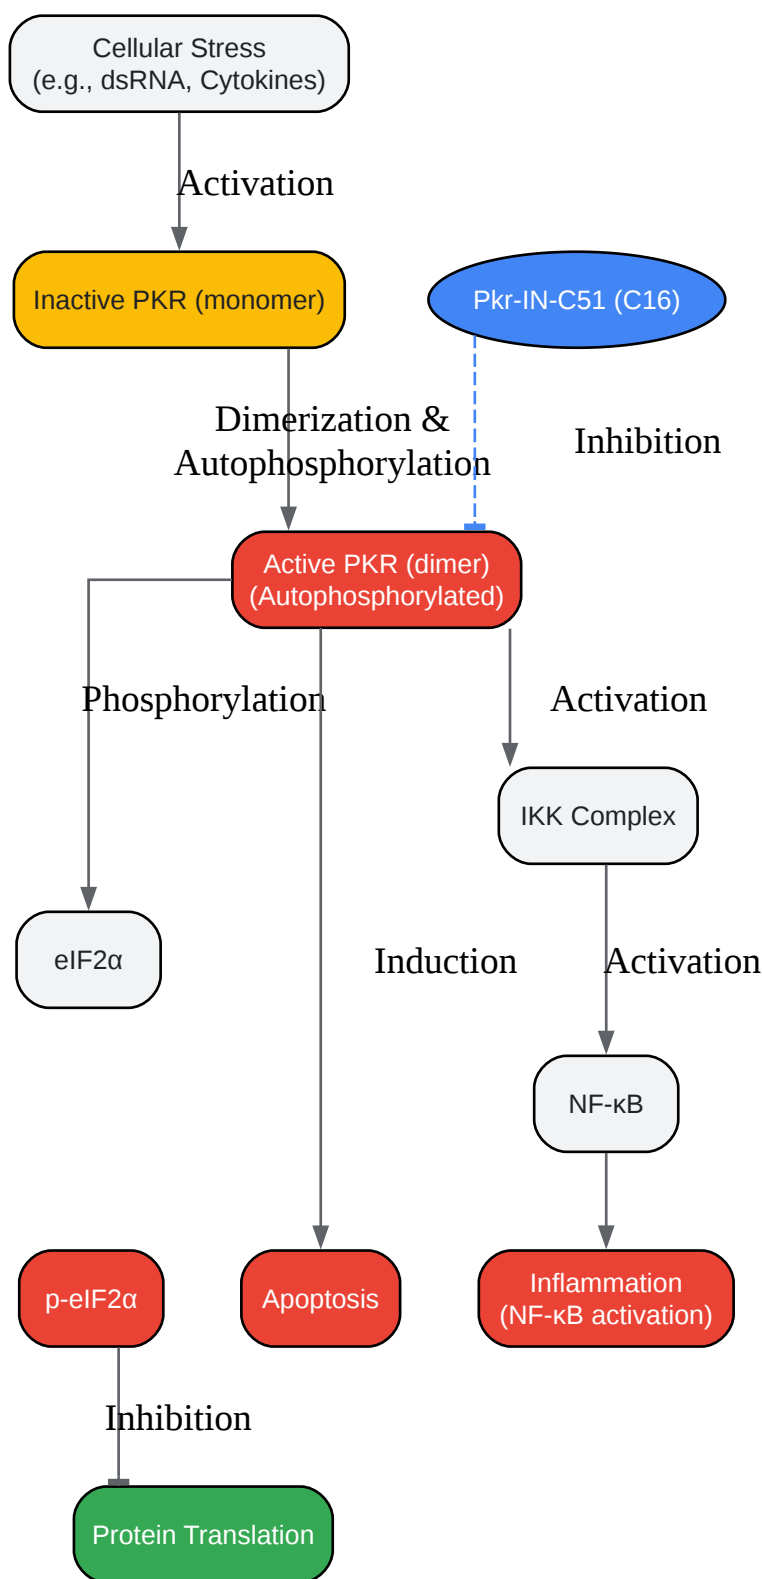 Cellular Stress
(e.g., dsRNA, Cytokines)
Activation
Inactive PKR (monomer)
Pkr-IN-C51 (C16)
Dimerization &
Autophosphorylation
Inhibition
Active PKR (dimer)
(Autophosphorylated)
Phosphorylation
Activation
IKK Complex
eIF2α
Induction
Activation
NF-κB
p-eIF2α
Apoptosis
Inflammation
(NF-κB activation)
Inhibition
Protein Translation